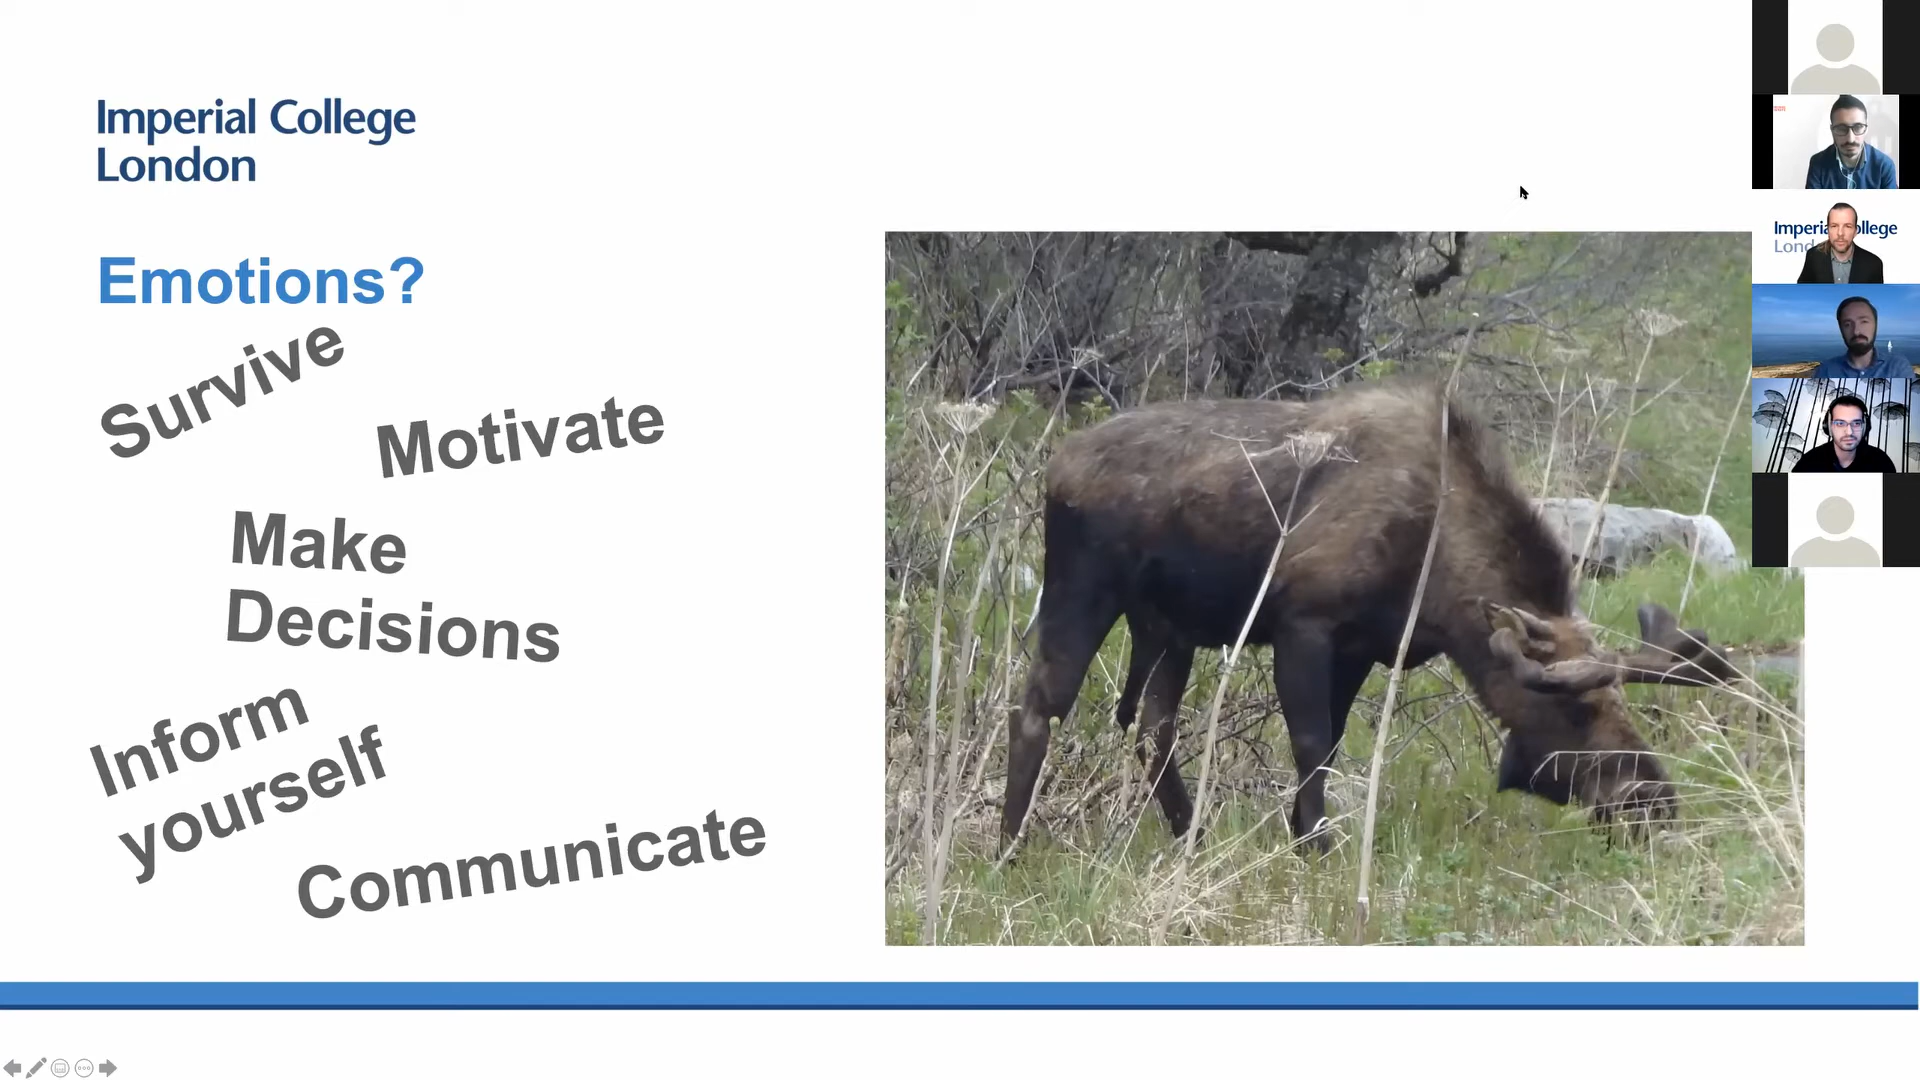 Imperial College
London
Emotions?
Survive
Motivate
Make
Decisions
Inform
yourself
Communicate